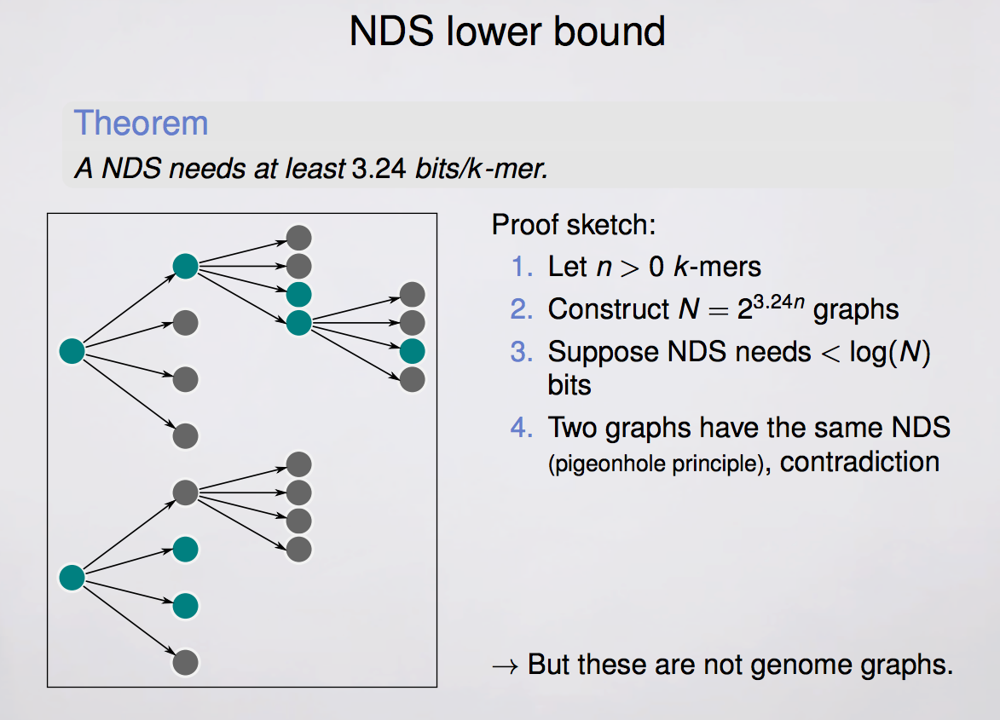 NDS lower bound
Theorem
A NDS needs at least 3.24 bits/k-mer.
Proof sketch:
1. Let n > 0 k-mers
2. Construct N = 2^{3.24n} graphs
3. Suppose NDS needs < log(N)
bits
4. Two graphs have the same NDS
(pigeonhole principle), contradiction
→ But these are not genome graphs.